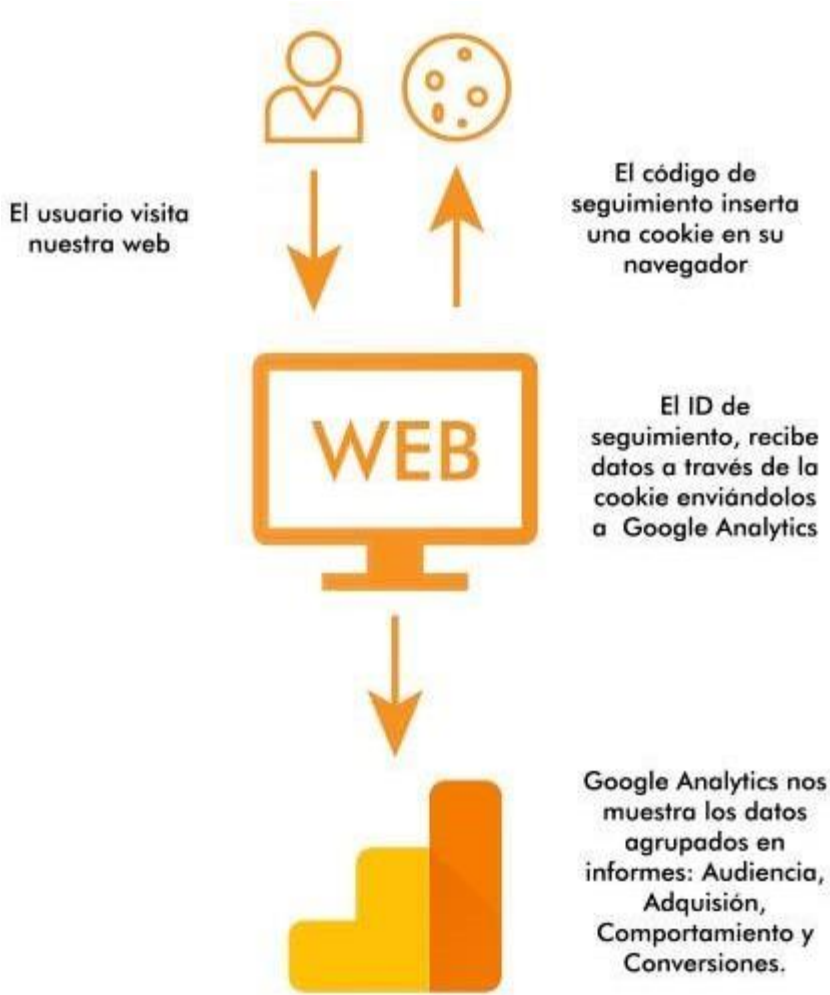 El usuario visita
nuestra web
El código de
seguimiento inserta
una cookie en su
navegador
WEB
El ID de
seguimiento, recibe
datos a través de la
cookie enviándolos
a Google Analytics
Google Analytics nos
muestra los datos
agrupados en
informes: Audiencia,
Adquisión,
Comportamiento y
Conversiones.